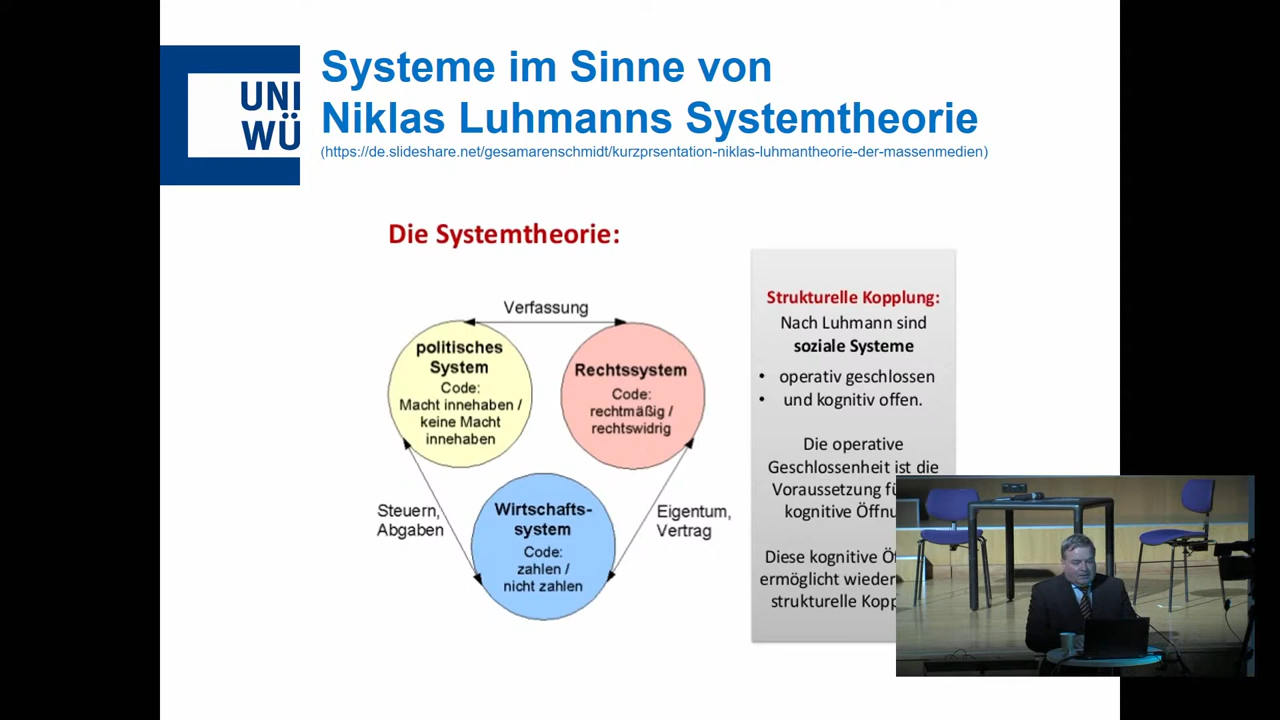 UNI
WÜ
Systeme im Sinne von
Niklas Luhmanns Systemtheorie
(https://de.slideshare.net/gesamarenschmidt/kurzprsentation-niklas-luhmantheorie-der-massenmedien)
Die Systemtheorie:
Verfassung
politisches
System
Code:
Macht innehaben /
keine Macht
innehaben
Rechtssystem
Code:
rechtmäßig /
rechtswidrig
Steuern,
Abgaben
Wirtschafts-
system
Code:
zahlen /
nicht zahlen
Eigentum,
Vertrag
Strukturelle Kopplung:
Nach Luhmann sind
soziale Systeme
• operativ geschlossen
• und kognitiv offen.
Die operative
Geschlossenheit ist die
Voraussetzung
kognitive
Diese kognitive
ermöglicht
strukturelle